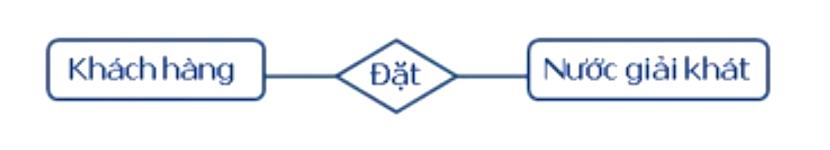 Khách hàng
Đặt
Nước giải khát